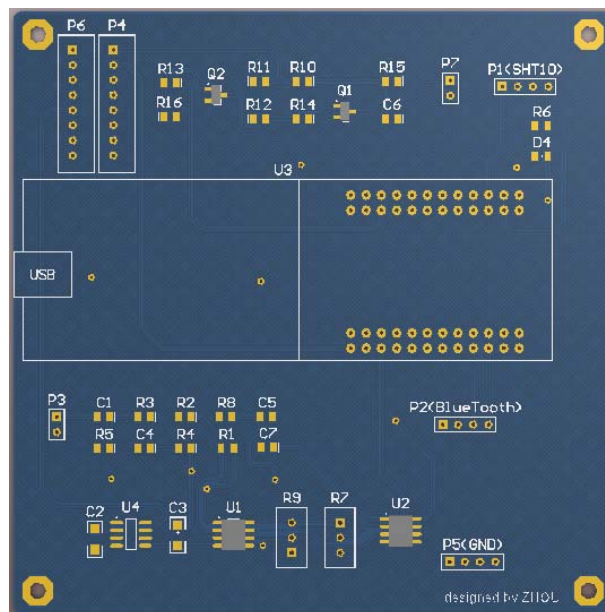 P6 P4
R13 Q2 R11 R10 R15 P7 P1(SHT10)
R16 R12 R14 Q1 C6 R6
D4
U3
USB
P3 C1 R3 R2 R8 C5 P2(BlueTooth)
R5 C4 R4 R1 C7
C2 U4 C3 U1 R9 R7 U2
P5(GND)
designed by ZHOU